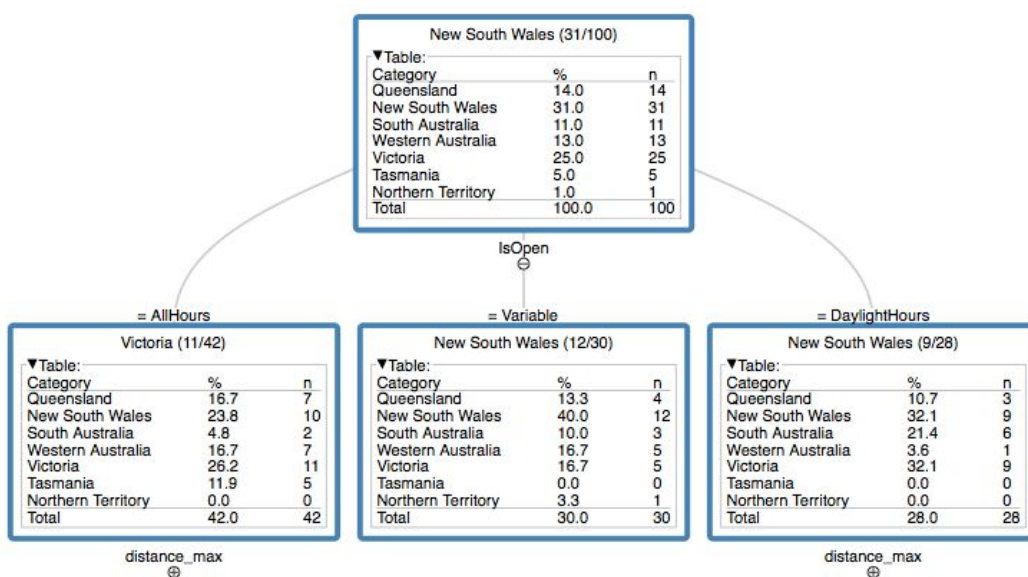 New South Wales (31/100)
▼Table:
Category % n
Queensland 14.0 14
New South Wales 31.0 31
South Australia 11.0 11
Western Australia 13.0 13
Victoria 25.0 25
Tasmania 5.0 5
Northern Territory 1.0 1
Total 100.0 100
IsOpen
= AllHours
Victoria (11/42)
▼Table:
Category % n
Queensland 16.7 7
New South Wales 23.8 10
South Australia 4.8 2
Western Australia 16.7 7
Victoria 26.2 11
Tasmania 11.9 5
Northern Territory 0.0 0
Total 42.0 42
distance_max
= Variable
New South Wales (12/30)
▼Table:
Category % n
Queensland 13.3 4
New South Wales 40.0 12
South Australia 10.0 3
Western Australia 16.7 5
Victoria 16.7 5
Tasmania 0.0 0
Northern Territory 3.3 1
Total 30.0 30
= DaylightHours
New South Wales (9/28)
▼Table:
Category % n
Queensland 10.7 3
New South Wales 32.1 9
South Australia 21.4 6
Western Australia 3.6 1
Victoria 32.1 9
Tasmania 0.0 0
Northern Territory 0.0 0
Total 28.0 28
distance_max